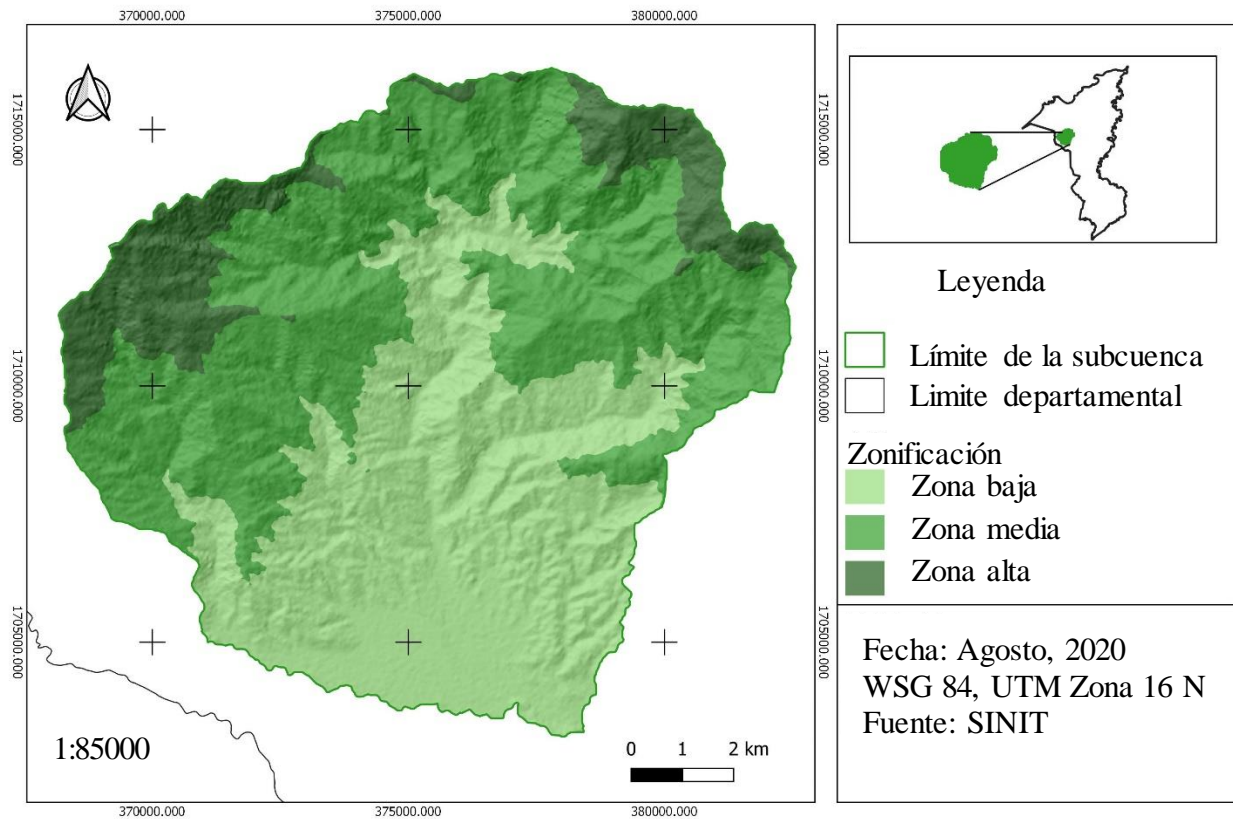 370000.000 375000.000 380000.000
1715000.000 1715000.000
1710000.000 1710000.000
1705000.000 1705000.000
1:85000
0 1 2 km
370000.000 375000.000 380000.000
Leyenda
Límite de la subcuenca
Limite departamental
Zonificación
Zona baja
Zona media
Zona alta
Fecha: Agosto, 2020
WSG 84, UTM Zona 16 N
Fuente: SINIT